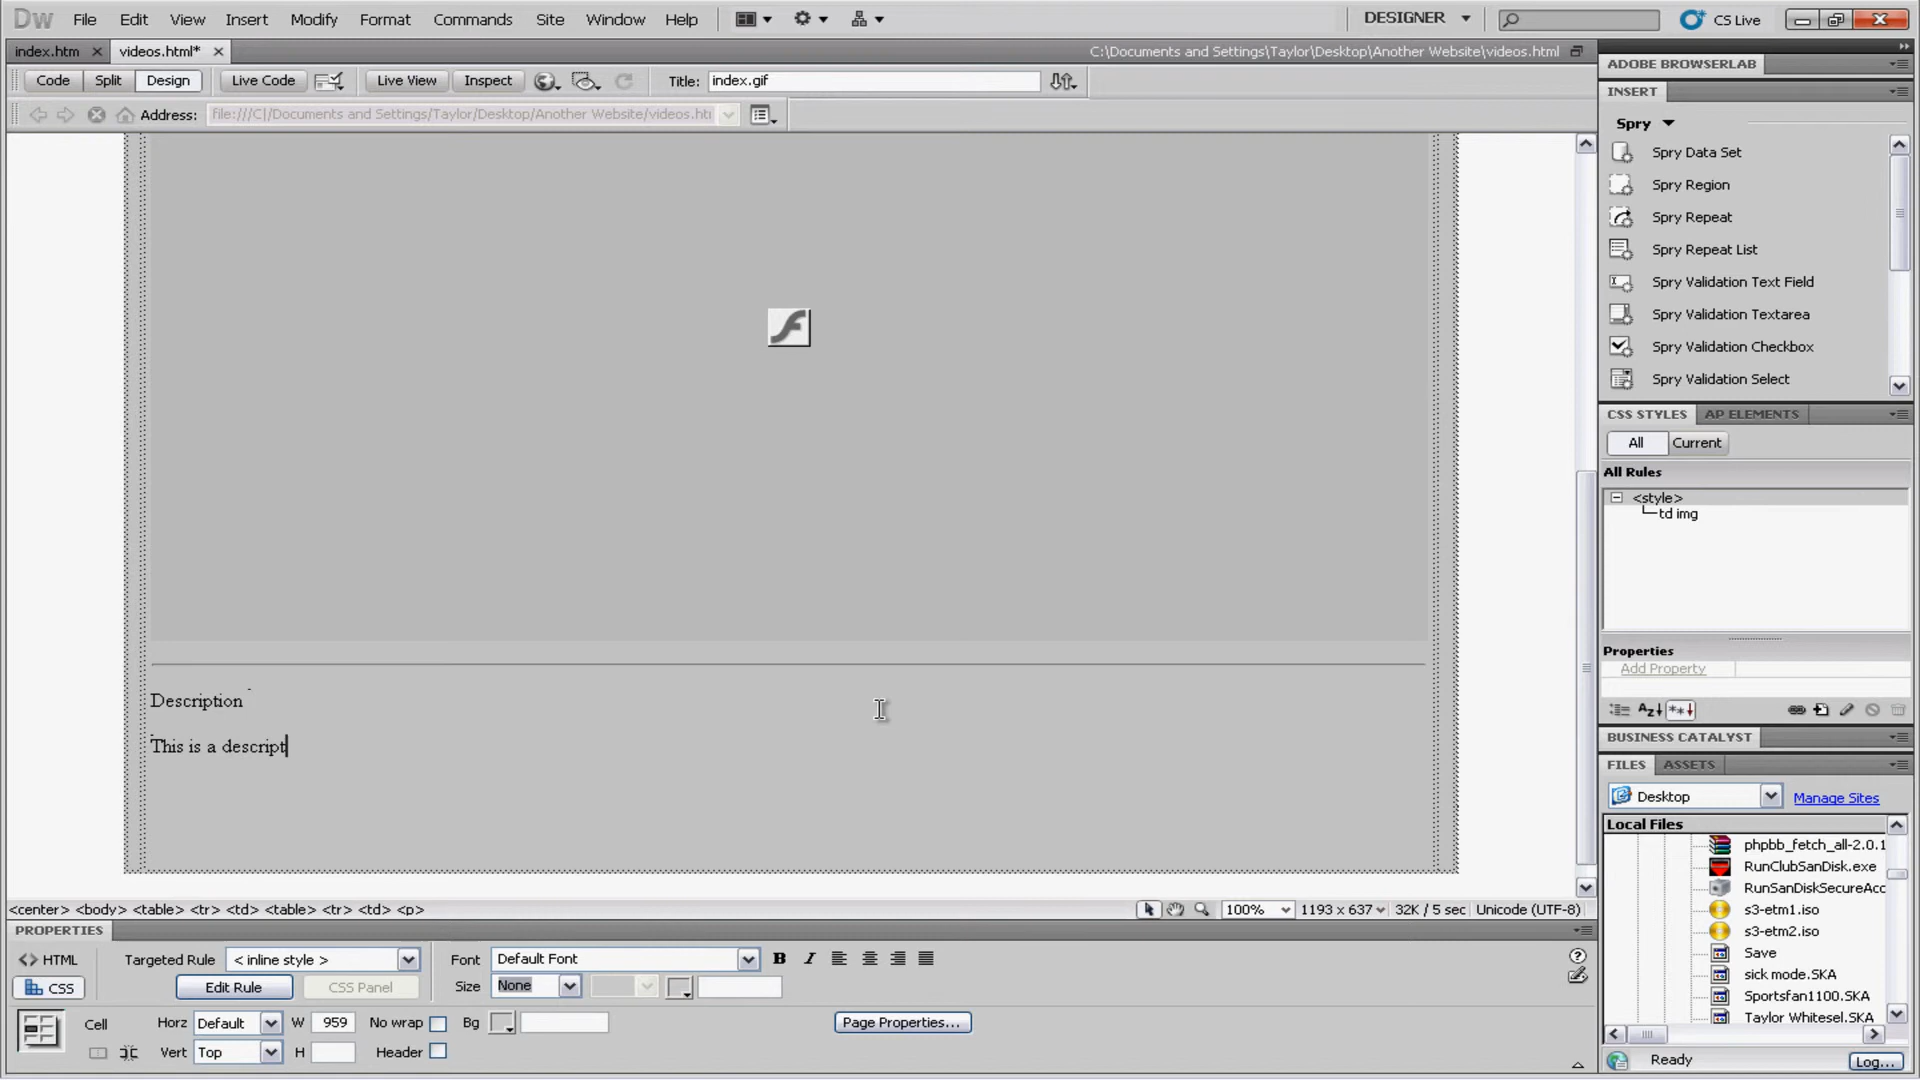 Dw File Edit View Insert Modify Format Commands Site Window Help DESIGNER CS Live
index.htm videos.html* C:\Documents and Settings\Taylor\Desktop\Another Website\videos.html
Code Split Design Live Code Live View Inspect Title: index.gif
Address: file:///C|/Documents and Settings/Taylor/Desktop/Another Website/videos.htm
Description
This is a descript
<center> <body> <table> <tr> <td> <table> <tr> <td> <p> 100% 1193 x 637 32K / 5 sec Unicode (UTF-8)
PROPERTIES
<> HTML Targeted Rule < inline style > Font Default Font B I
CSS Edit Rule CSS Panel Size None
Cell Horz Default W 959 No wrap Bg Page Properties...
Vert Top H Header
ADOBE BROWSERLAB
INSERT
Spry
Spry Data Set
Spry Region
Spry Repeat
Spry Repeat List
Spry Validation Text Field
Spry Validation Textarea
Spry Validation Checkbox
Spry Validation Select
CSS STYLES AP ELEMENTS
All Current
All Rules
<style>
td img
Properties
Add Property
BUSINESS CATALYST
FILES ASSETS
Desktop Manage Sites
Local Files
phpbb_fetch_all-2.0.1
RunClubSanDisk.exe
RunSanDiskSecureAcc
s3-etm1.iso
s3-etm2.iso
Save
sick mode.SKA
Sportsfan1100.SKA
Taylor Whitesel.SKA
Ready Log...